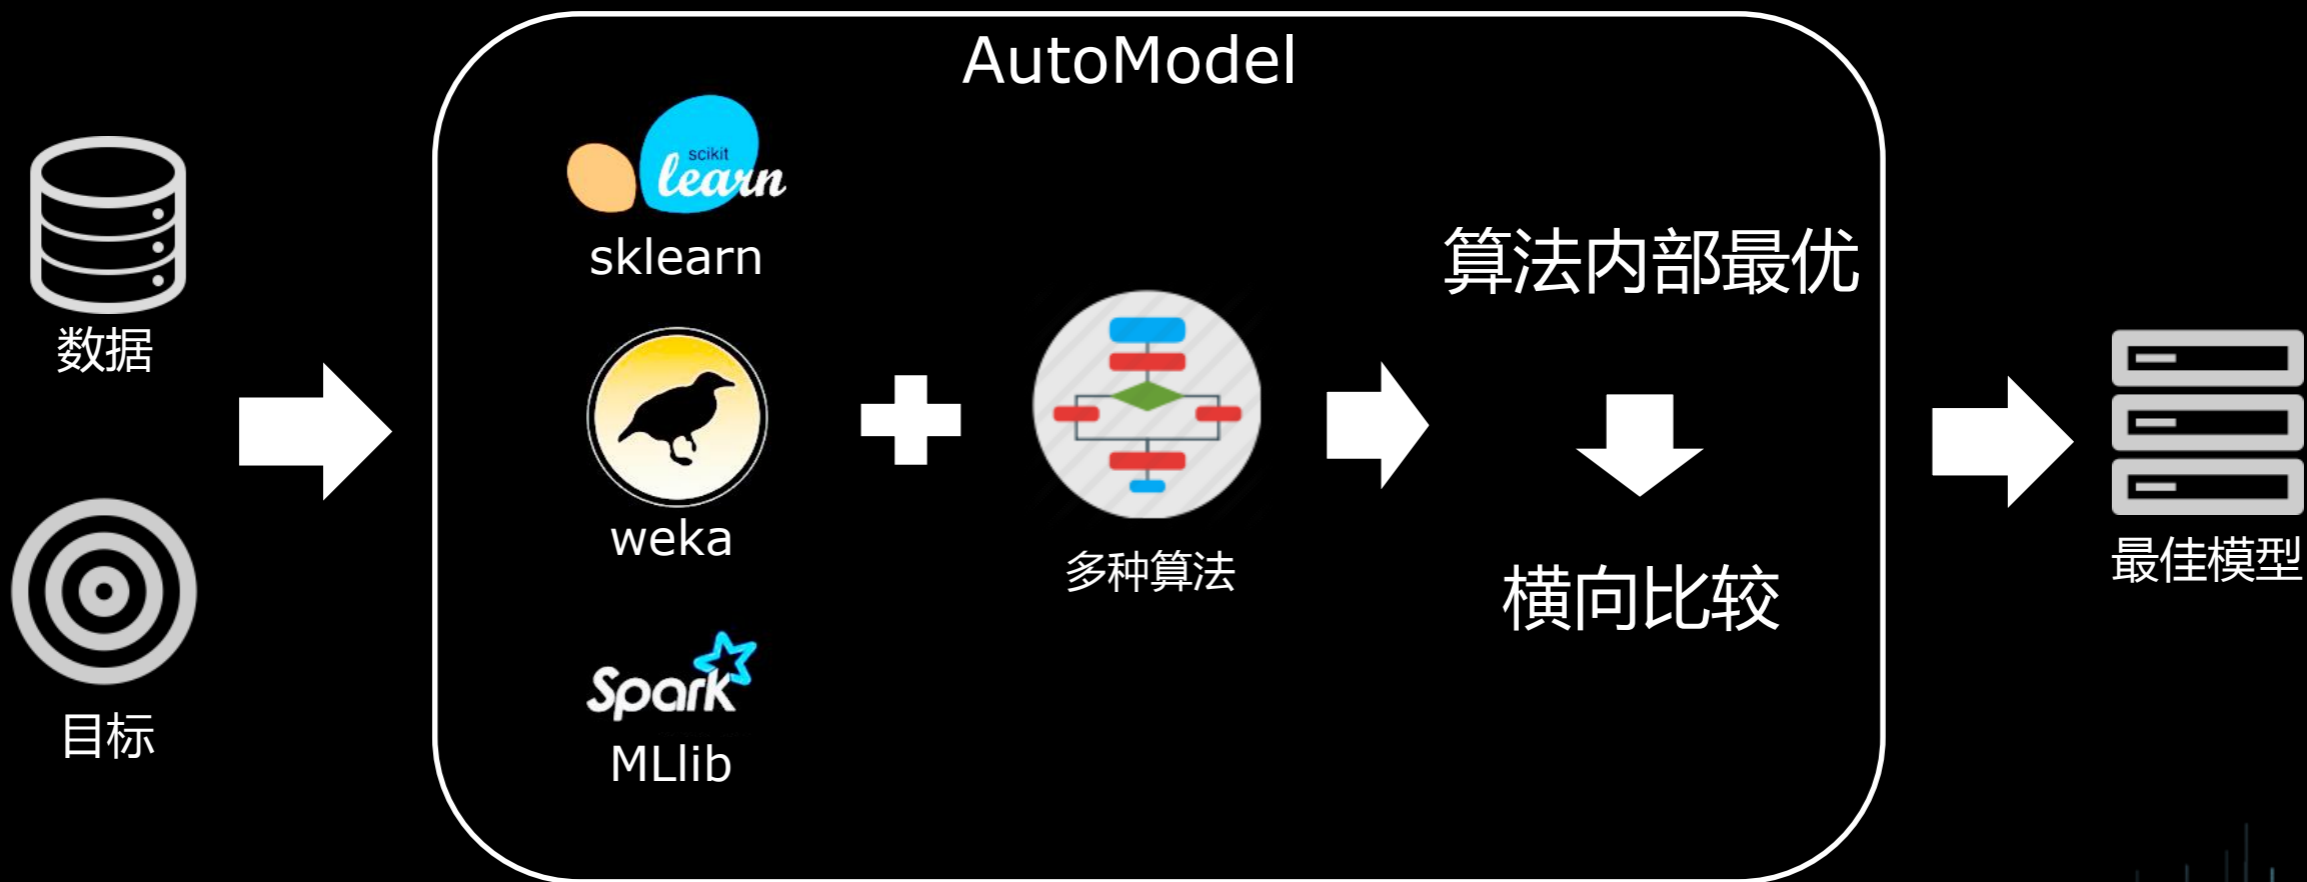 AutoModel
数据
目标
scikit
learn
sklearn
weka
Spark
MLlib
多种算法
算法内部最优
横向比较
最佳模型